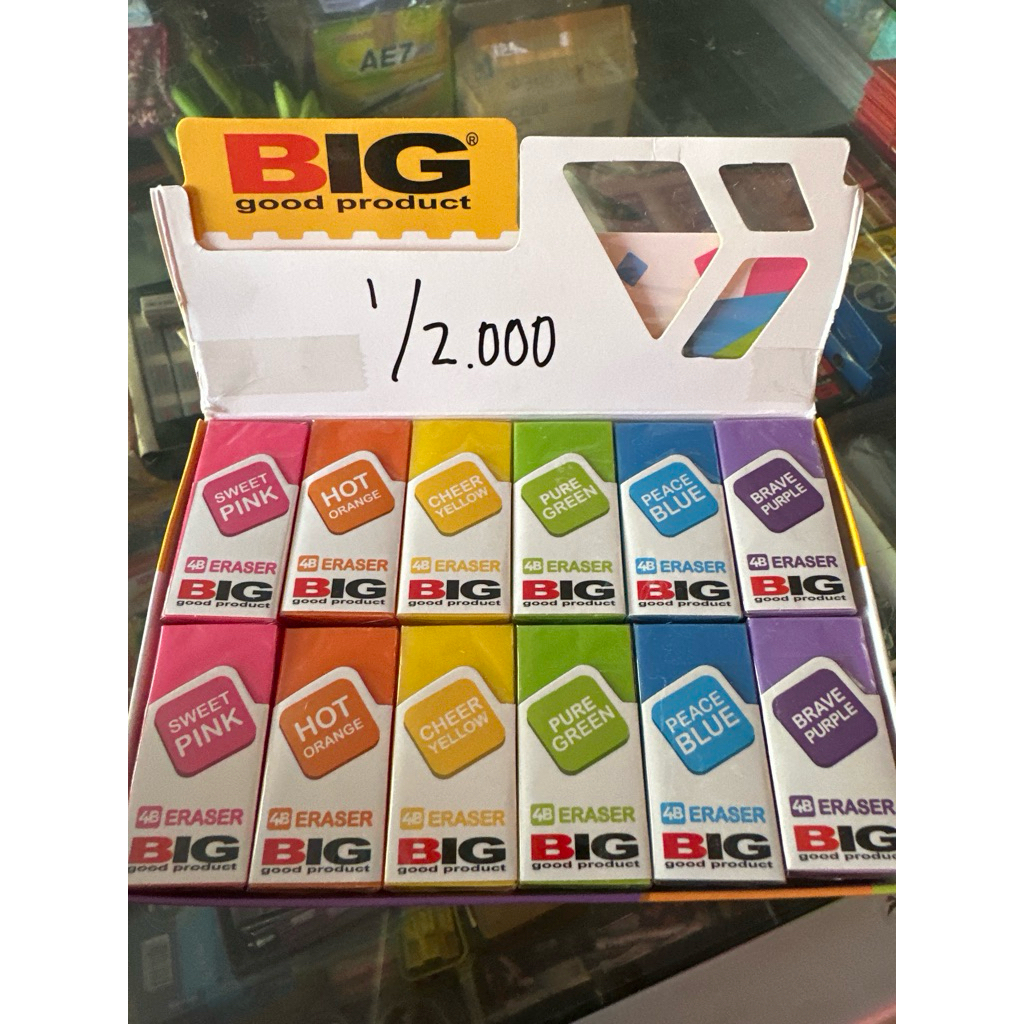 AE7
BIG®
good product
1/2.000
SWEET
PINK
4B ERASER
BIG
good product
HOT
ORANGE
4B ERASER
BIG
good product
CHEER
YELLOW
4B ERASER
BIG
good product
PURE
GREEN
4B ERASER
BIG
good product
PEACE
BLUE
4B ERASER
BIG
good product
BRAVE
PURPLE
4B ERASER
BIG
good product
SWEET
PINK
4B ERASER
BIG
good product
HOT
ORANGE
4B ERASER
BIG
good product
CHEER
YELLOW
4B ERASER
BIG
good product
PURE
GREEN
4B ERASER
BIG
good product
PEACE
BLUE
4B ERASER
BIG
good product
BRAVE
PURPLE
4B ERASER
BIG
good product